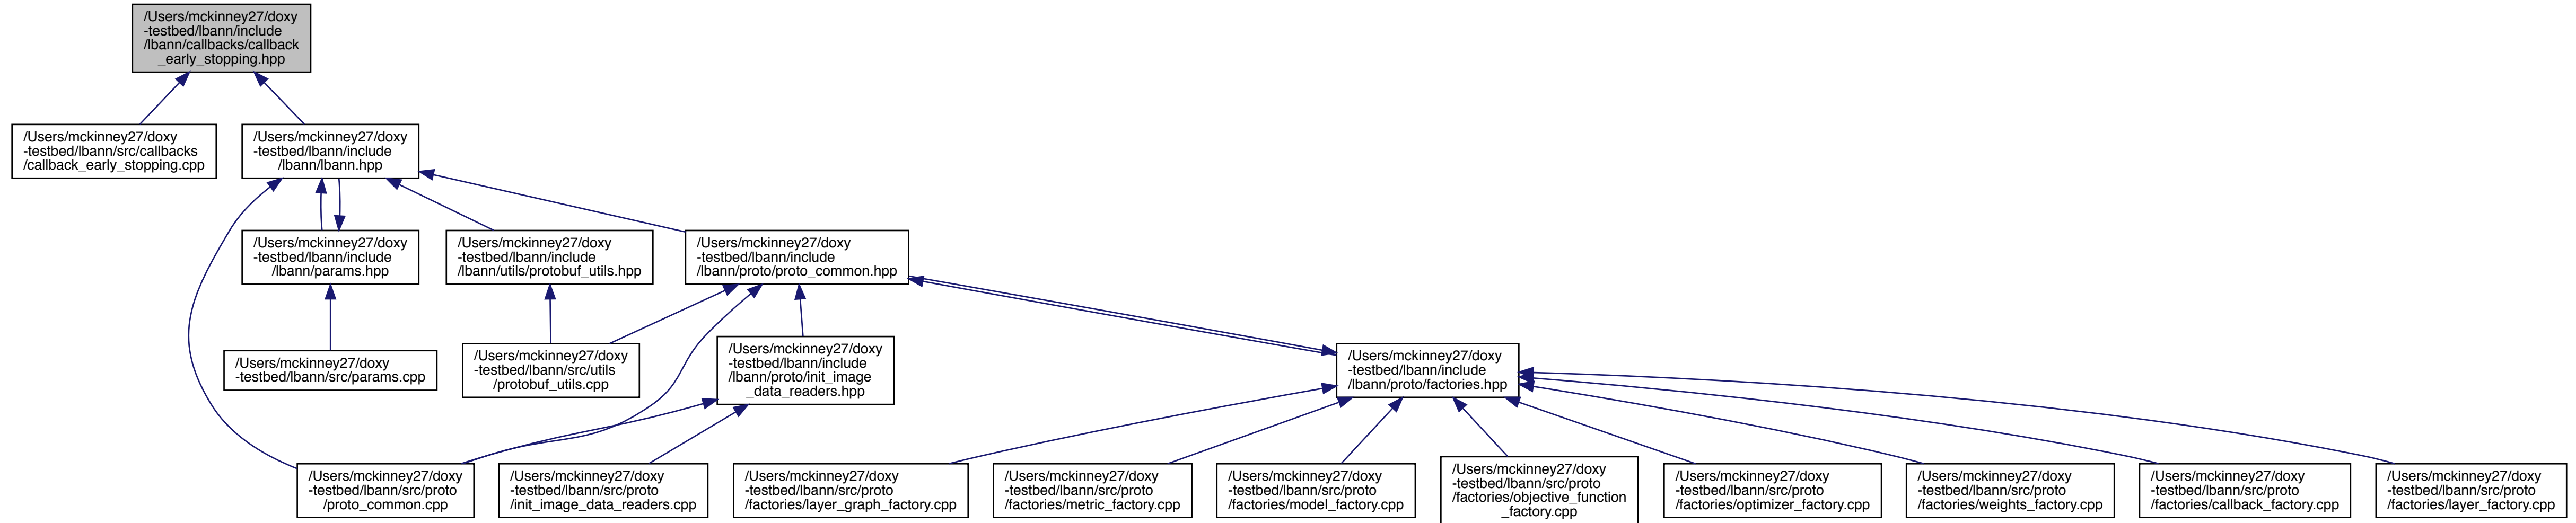 /Users/mckinney27/doxy
-testbed/lbann/include
/lbann/callbacks/callback
_early_stopping.hpp
/Users/mckinney27/doxy
-testbed/lbann/src/callbacks
/callback_early_stopping.cpp
/Users/mckinney27/doxy
-testbed/lbann/include
/lbann/lbann.hpp
/Users/mckinney27/doxy
-testbed/lbann/include
/lbann/params.hpp
/Users/mckinney27/doxy
-testbed/lbann/include
/lbann/utils/protobuf_utils.hpp
/Users/mckinney27/doxy
-testbed/lbann/include
/lbann/proto/proto_common.hpp
/Users/mckinney27/doxy
-testbed/lbann/src/params.cpp
/Users/mckinney27/doxy
-testbed/lbann/src/utils
/protobuf_utils.cpp
/Users/mckinney27/doxy
-testbed/lbann/include
/lbann/proto/init_image
_data_readers.hpp
/Users/mckinney27/doxy
-testbed/lbann/include
/lbann/proto/factories.hpp
/Users/mckinney27/doxy
-testbed/lbann/src/proto
/proto_common.cpp
/Users/mckinney27/doxy
-testbed/lbann/src/proto
/init_image_data_readers.cpp
/Users/mckinney27/doxy
-testbed/lbann/src/proto
/factories/layer_graph_factory.cpp
/Users/mckinney27/doxy
-testbed/lbann/src/proto
/factories/metric_factory.cpp
/Users/mckinney27/doxy
-testbed/lbann/src/proto
/factories/model_factory.cpp
/Users/mckinney27/doxy
-testbed/lbann/src/proto
/factories/objective_function
_factory.cpp
/Users/mckinney27/doxy
-testbed/lbann/src/proto
/factories/optimizer_factory.cpp
/Users/mckinney27/doxy
-testbed/lbann/src/proto
/factories/weights_factory.cpp
/Users/mckinney27/doxy
-testbed/lbann/src/proto
/factories/callback_factory.cpp
/Users/mckinney27/doxy
-testbed/lbann/src/proto
/factories/layer_factory.cpp